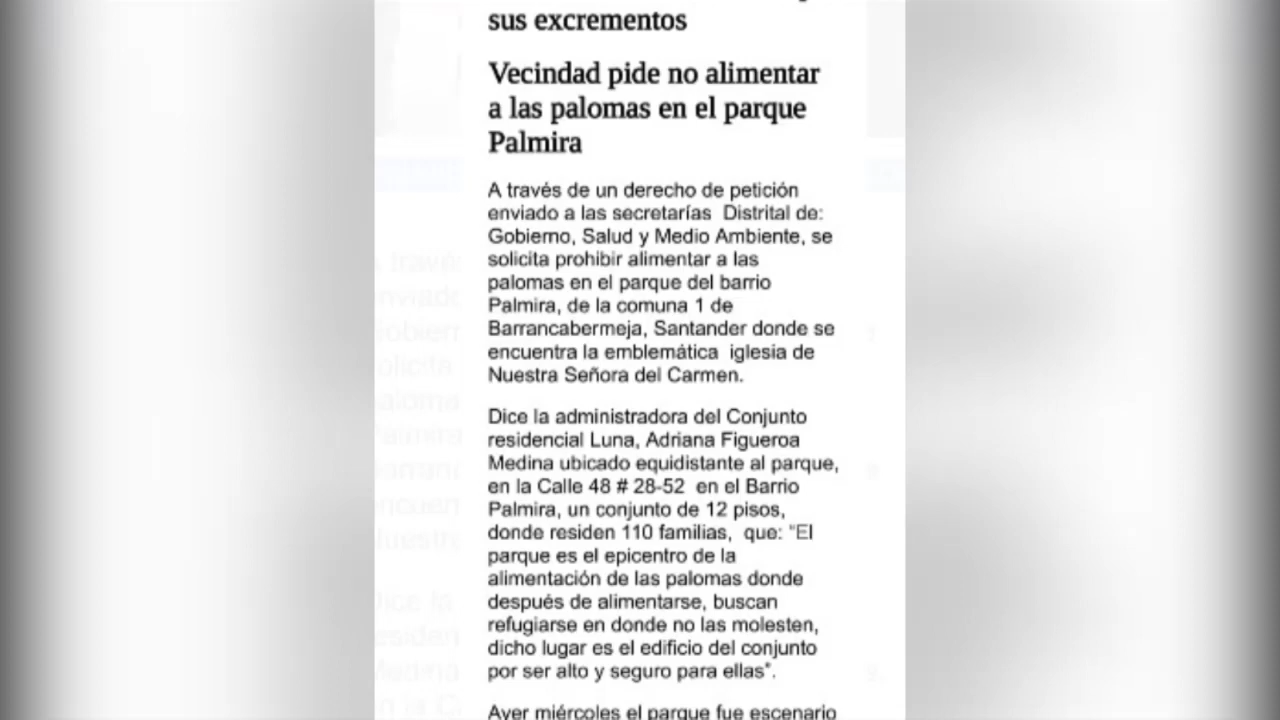 sus excrementos
Vecindad pide no alimentar
a las palomas en el parque
Palmira
A través de un derecho de petición
enviado a las secretarías  Distrital de:
Gobierno, Salud y Medio Ambiente, se
solicita prohibir alimentar a las
palomas en el parque del barrio
Palmira, de la comuna 1 de
Barrancabermeja, Santander donde se
encuentra la emblemática  iglesia de
Nuestra Señora del Carmen.
Dice la administradora del Conjunto
residencial Luna, Adriana Figueroa
Medina ubicado equidistante al parque,
en la Calle 48 # 28-52  en el Barrio
Palmira, un conjunto de 12 pisos,
donde residen 110 familias,  que: “El
parque es el epicentro de la
alimentación de las palomas donde
después de alimentarse, buscan
refugiarse en donde no las molesten,
dicho lugar es el edificio del conjunto
por ser alto y seguro para ellas”.
Ayer miércoles el parque fue escenario